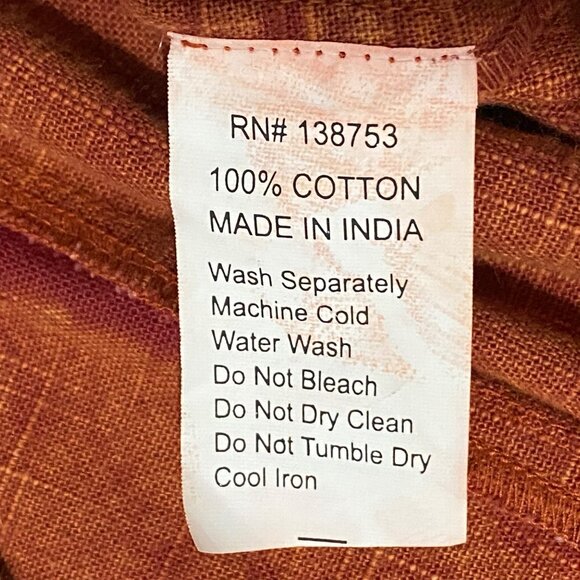 RN# 138753
100% COTTON
MADE IN INDIA
Wash Separately
Machine Cold
Water Wash
Do Not Bleach
Do Not Dry Clean
Do Not Tumble Dry
Cool Iron